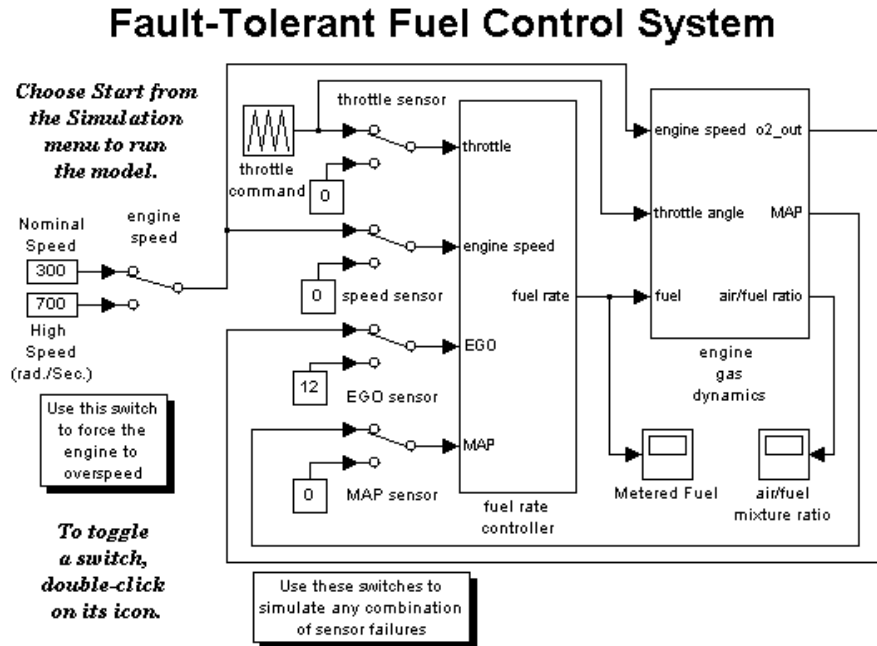 Fault-Tolerant Fuel Control System
Choose Start from
the Simulation
menu to run
the model.
throttle sensor
throttle
command
0
throttle
engine speed
o2_out
throttle angle
MAP
fuel
air/fuel ratio
engine
gas
dynamics
Nominal
Speed
300
700
High
Speed
(rad./Sec.)
engine
speed
0
speed sensor
engine speed
fuel rate
12
EGO sensor
EGO
0
MAP sensor
MAP
fuel rate
controller
Metered Fuel
air/fuel
mixture ratio
Use this switch
to force the
engine to
overspeed
To toggle
a switch,
double-click
on its icon.
Use these switches to
simulate any combination
of sensor failures